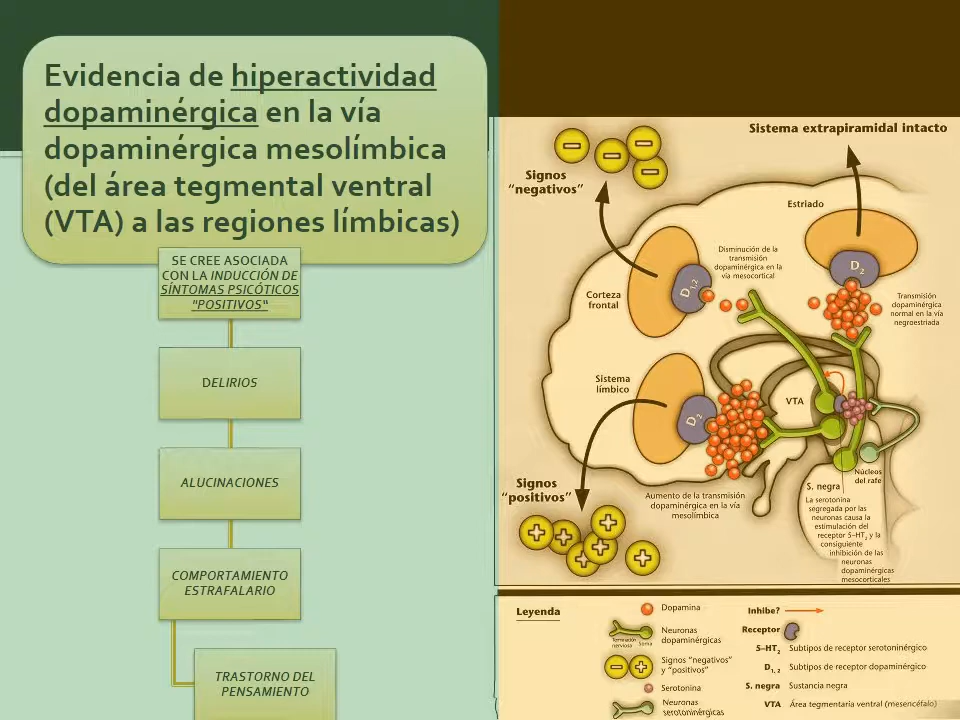 Evidencia de hiperactividad
dopaminérgica en la vía
dopaminérgica mesolímbica
(del área tegmental ventral
(VTA) a las regiones límbicas)
SE CREE ASOCIADA
CON LA INDUCCIÓN DE
SÍNTOMAS PSICÓTICOS
"POSITIVOS"
DELIRIOS
ALUCINACIONES
COMPORTAMIENTO
ESTRAFALARIO
TRASTORNO DEL
PENSAMIENTO
Sistema extrapiramidal intacto
Signos
"negativos"
Estriado
D2
Disminución de la
transmisión
dopaminérgica en la
vía mesocortical
D1,2
Corteza
frontal
Transmisión
dopaminérgica
normal en la vía
negroestriada
Sistema
límbico
D2
VTA
Signos
"positivos"
Aumento de la transmisión
dopaminérgica en la vía
mesolímbica
S. negra
Núcleos
del rafe
La serotonina
segregada por las
neuronas causa la
estimulación del
receptor 5–HT2 y la
consiguiente
inhibición de las
neuronas
dopaminérgicas
mesocorticales
Leyenda
Dopamina
Terminación
nerviosa
Soma
Neuronas
dopaminérgicas
Signos "negativos"
y "positivos"
Serotonina
Neuronas
serotoninérgicas
Inhibe?
Receptor
5–HT2 Subtipos de receptor serotoninérgico
D1, 2 Subtipos de receptor dopaminérgico
S. negra Sustancia negra
VTA Área tegmentaria ventral (mesencéfalo)